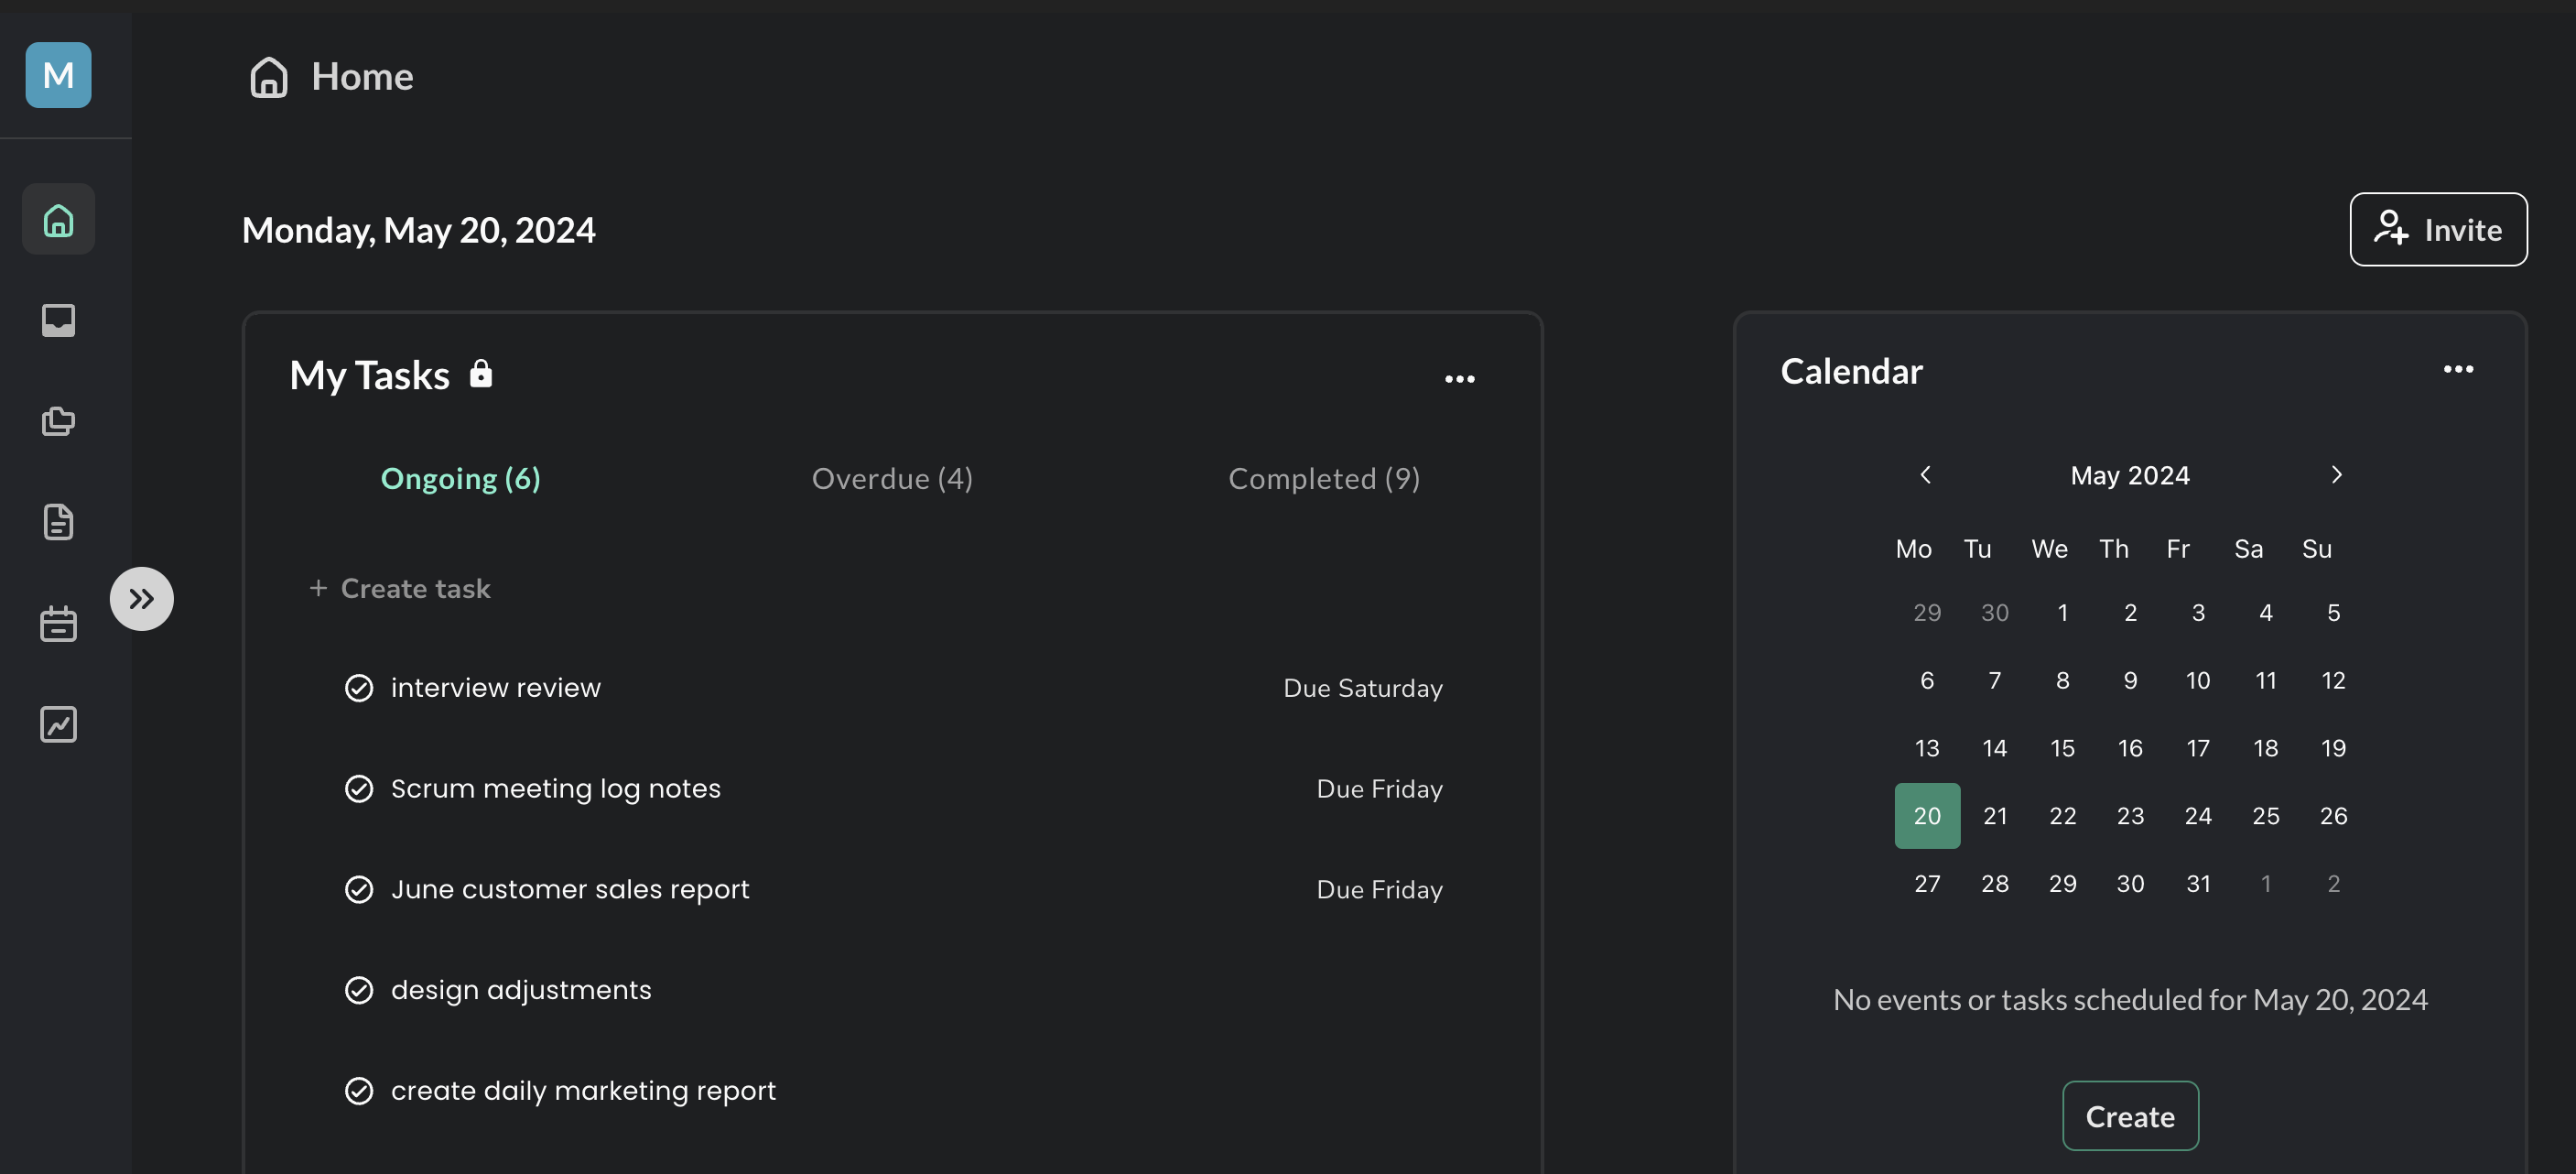 M
Home
Monday, May 20, 2024
Invite
My Tasks
Ongoing (6) Overdue (4) Completed (9)
+ Create task
interview review Due Saturday
Scrum meeting log notes Due Friday
June customer sales report Due Friday
design adjustments
create daily marketing report
Calendar
May 2024
Mo Tu We Th Fr Sa Su
29 30 1 2 3 4 5
6 7 8 9 10 11 12
13 14 15 16 17 18 19
20 21 22 23 24 25 26
27 28 29 30 31 1 2
No events or tasks scheduled for May 20, 2024
Create